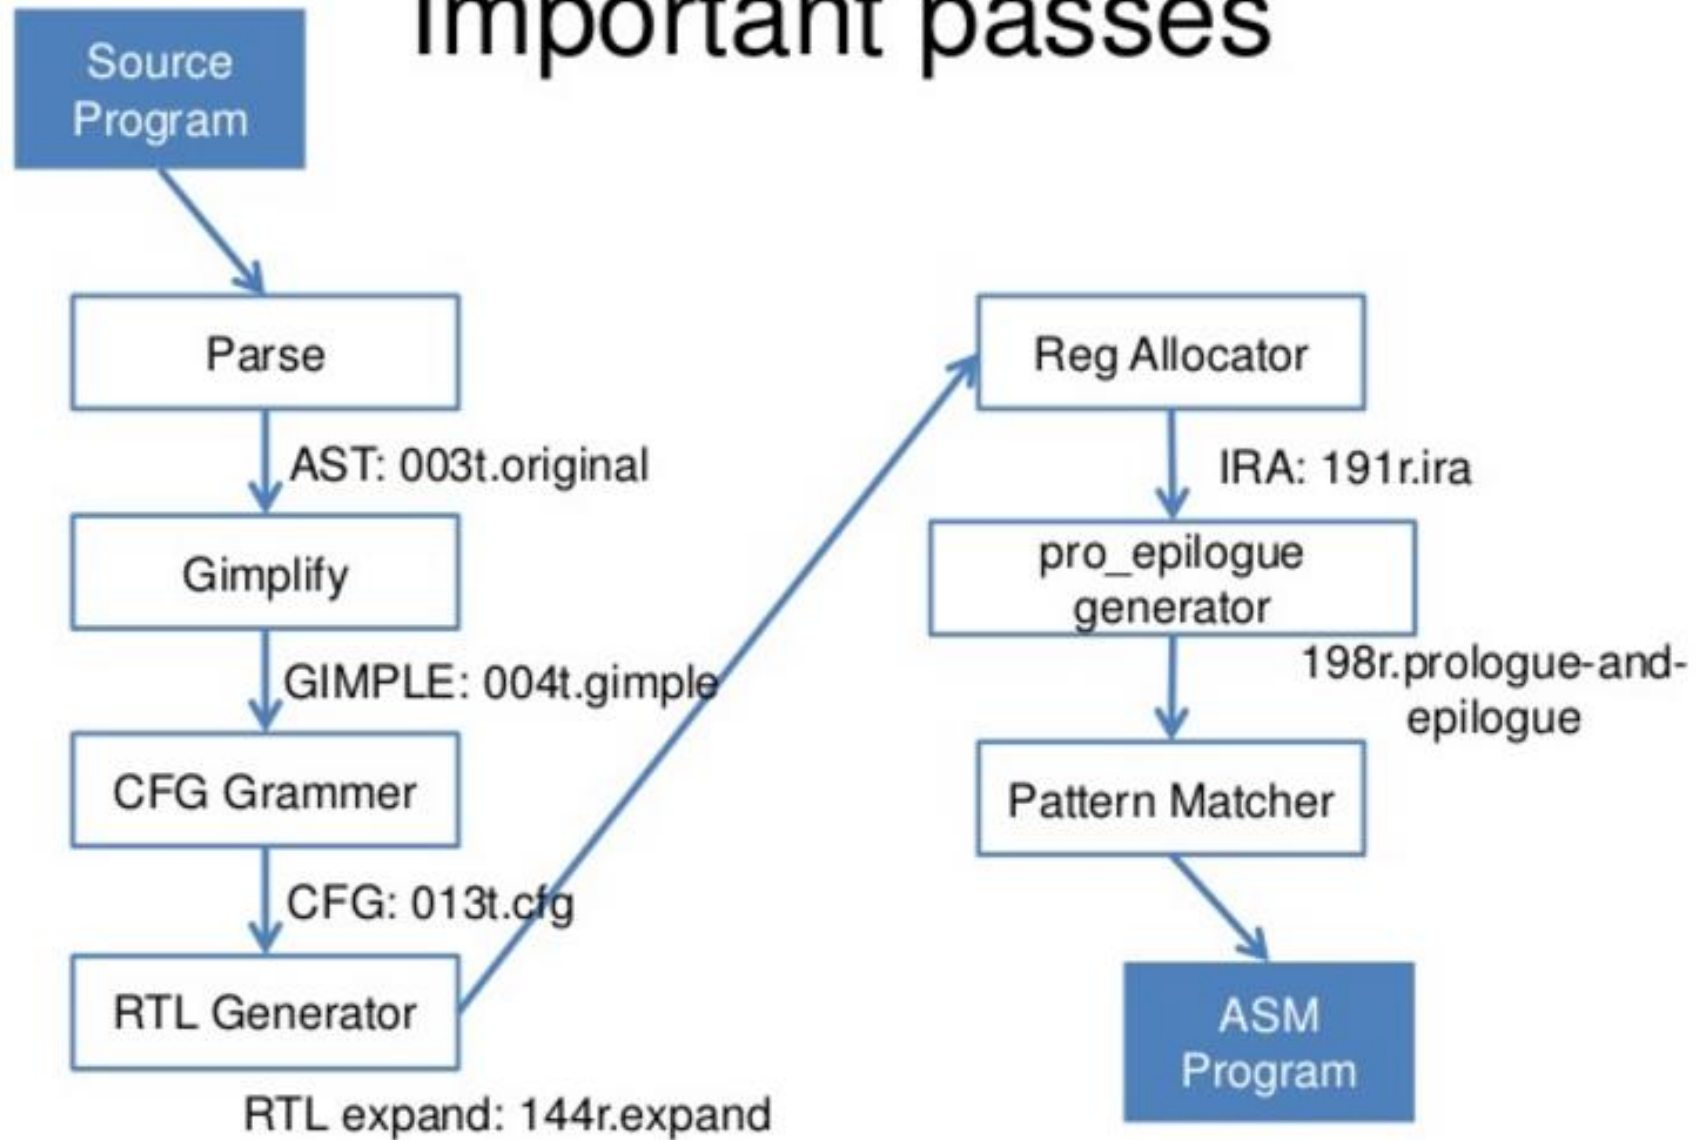 Important passes
Source
Program
Parse
AST: 003t.original
Gimplify
GIMPLE: 004t.gimple
CFG Grammer
CFG: 013t.cfg
RTL Generator
RTL expand: 144r.expand
Reg Allocator
IRA: 191r.ira
pro_epilogue
generator
198r.prologue-and-
epilogue
Pattern Matcher
ASM
Program